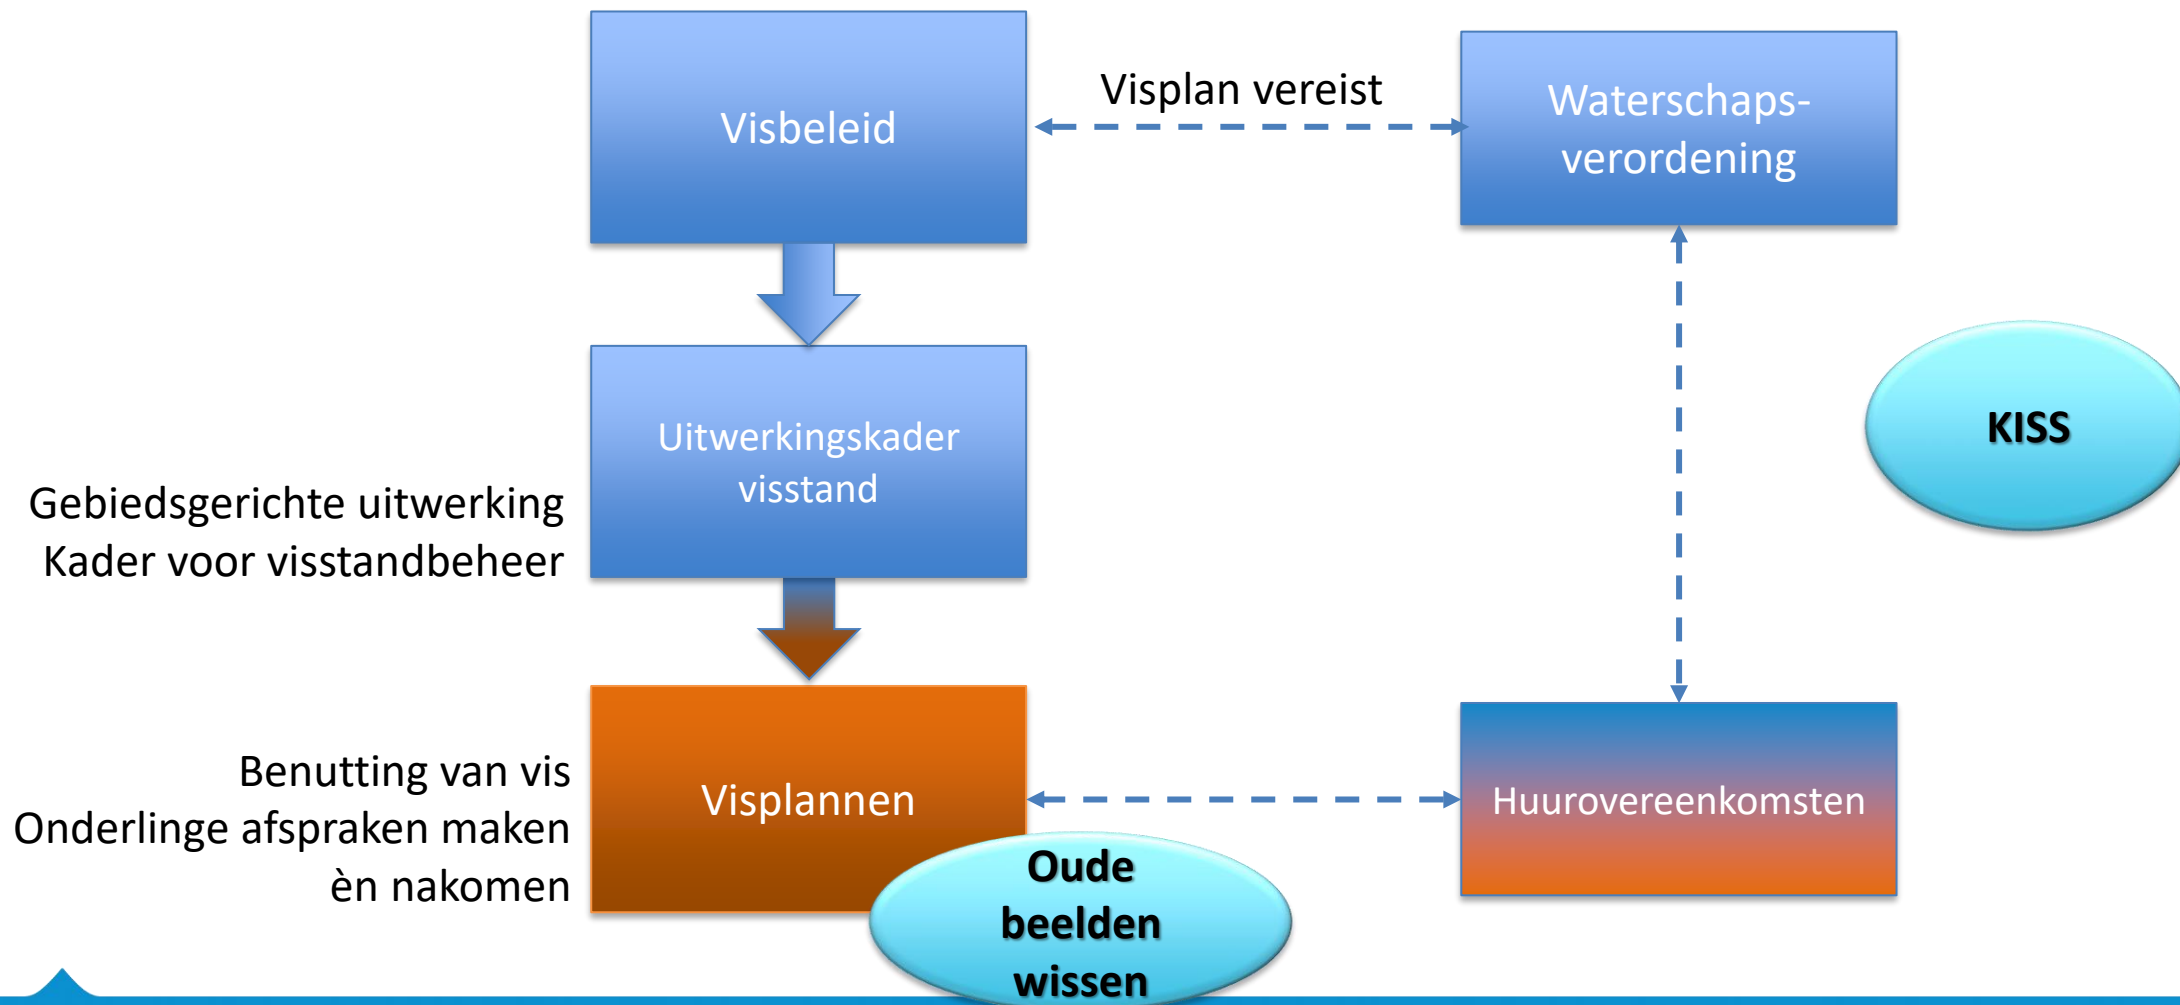 Visbeleid
Visplan vereist
Waterschaps-
verordening
Uitwerkingskader
visstand
Gebiedsgerichte uitwerking
Kader voor visstandbeheer
KISS
Visplannen
Benutting van vis
Onderlinge afspraken maken
èn nakomen
Huurovereenkomsten
Oude
beelden
wissen